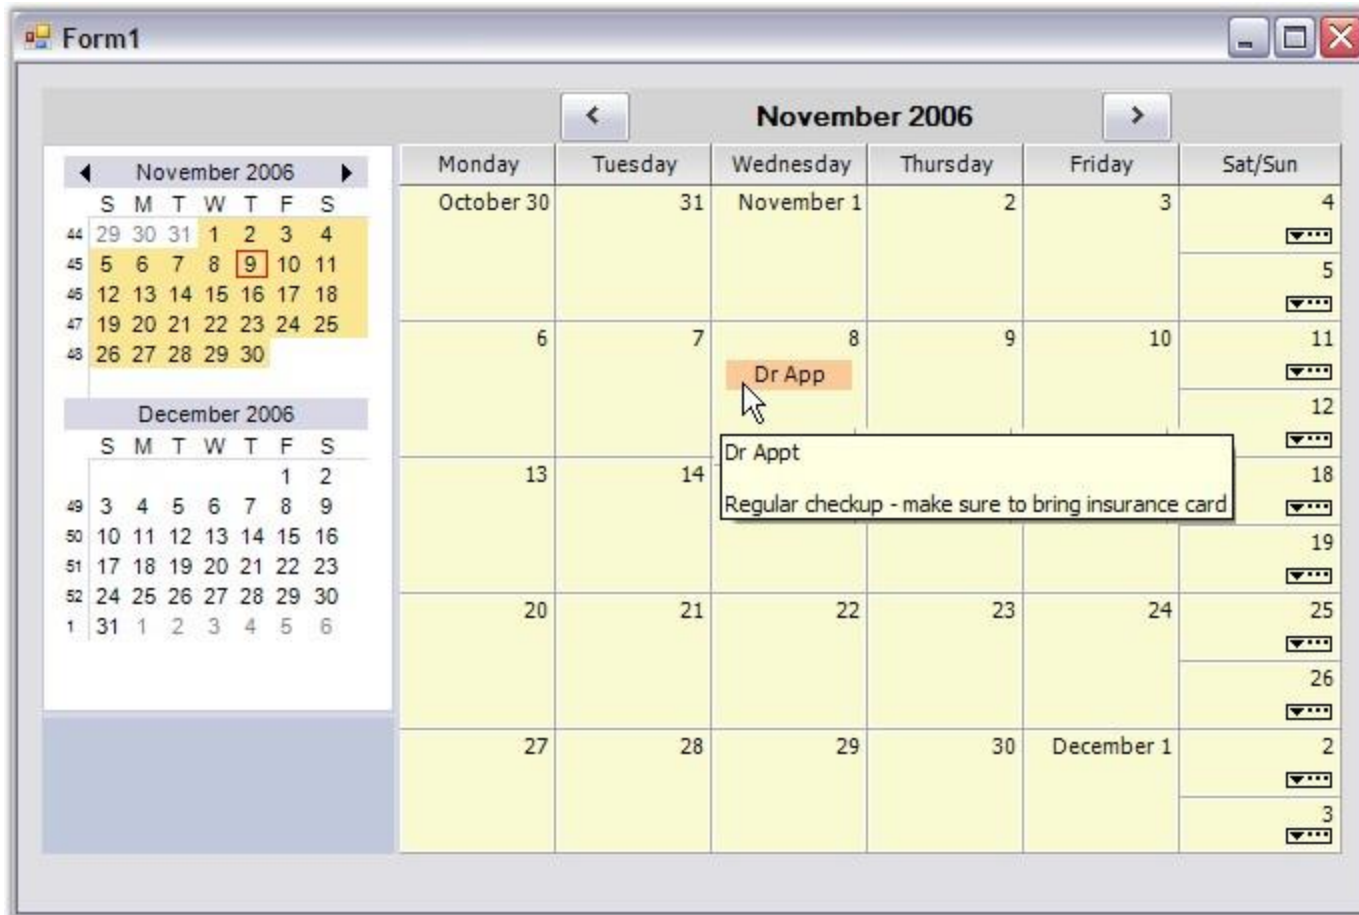 Form1
< November 2006 >
November 2006
S M T W T F S
44 29 30 31 1 2 3 4
45 5 6 7 8 9 10 11
46 12 13 14 15 16 17 18
47 19 20 21 22 23 24 25
48 26 27 28 29 30
December 2006
S M T W T F S
1 2
49 3 4 5 6 7 8 9
50 10 11 12 13 14 15 16
51 17 18 19 20 21 22 23
52 24 25 26 27 28 29 30
1 31 1 2 3 4 5 6
Monday Tuesday Wednesday Thursday Friday Sat/Sun
October 30 31 November 1 2 3 4
5
6 7 8 9 10 11
Dr App
12
Dr Appt
Regular checkup - make sure to bring insurance card
13 14 18
19
20 21 22 23 24 25
26
27 28 29 30 December 1 2
3